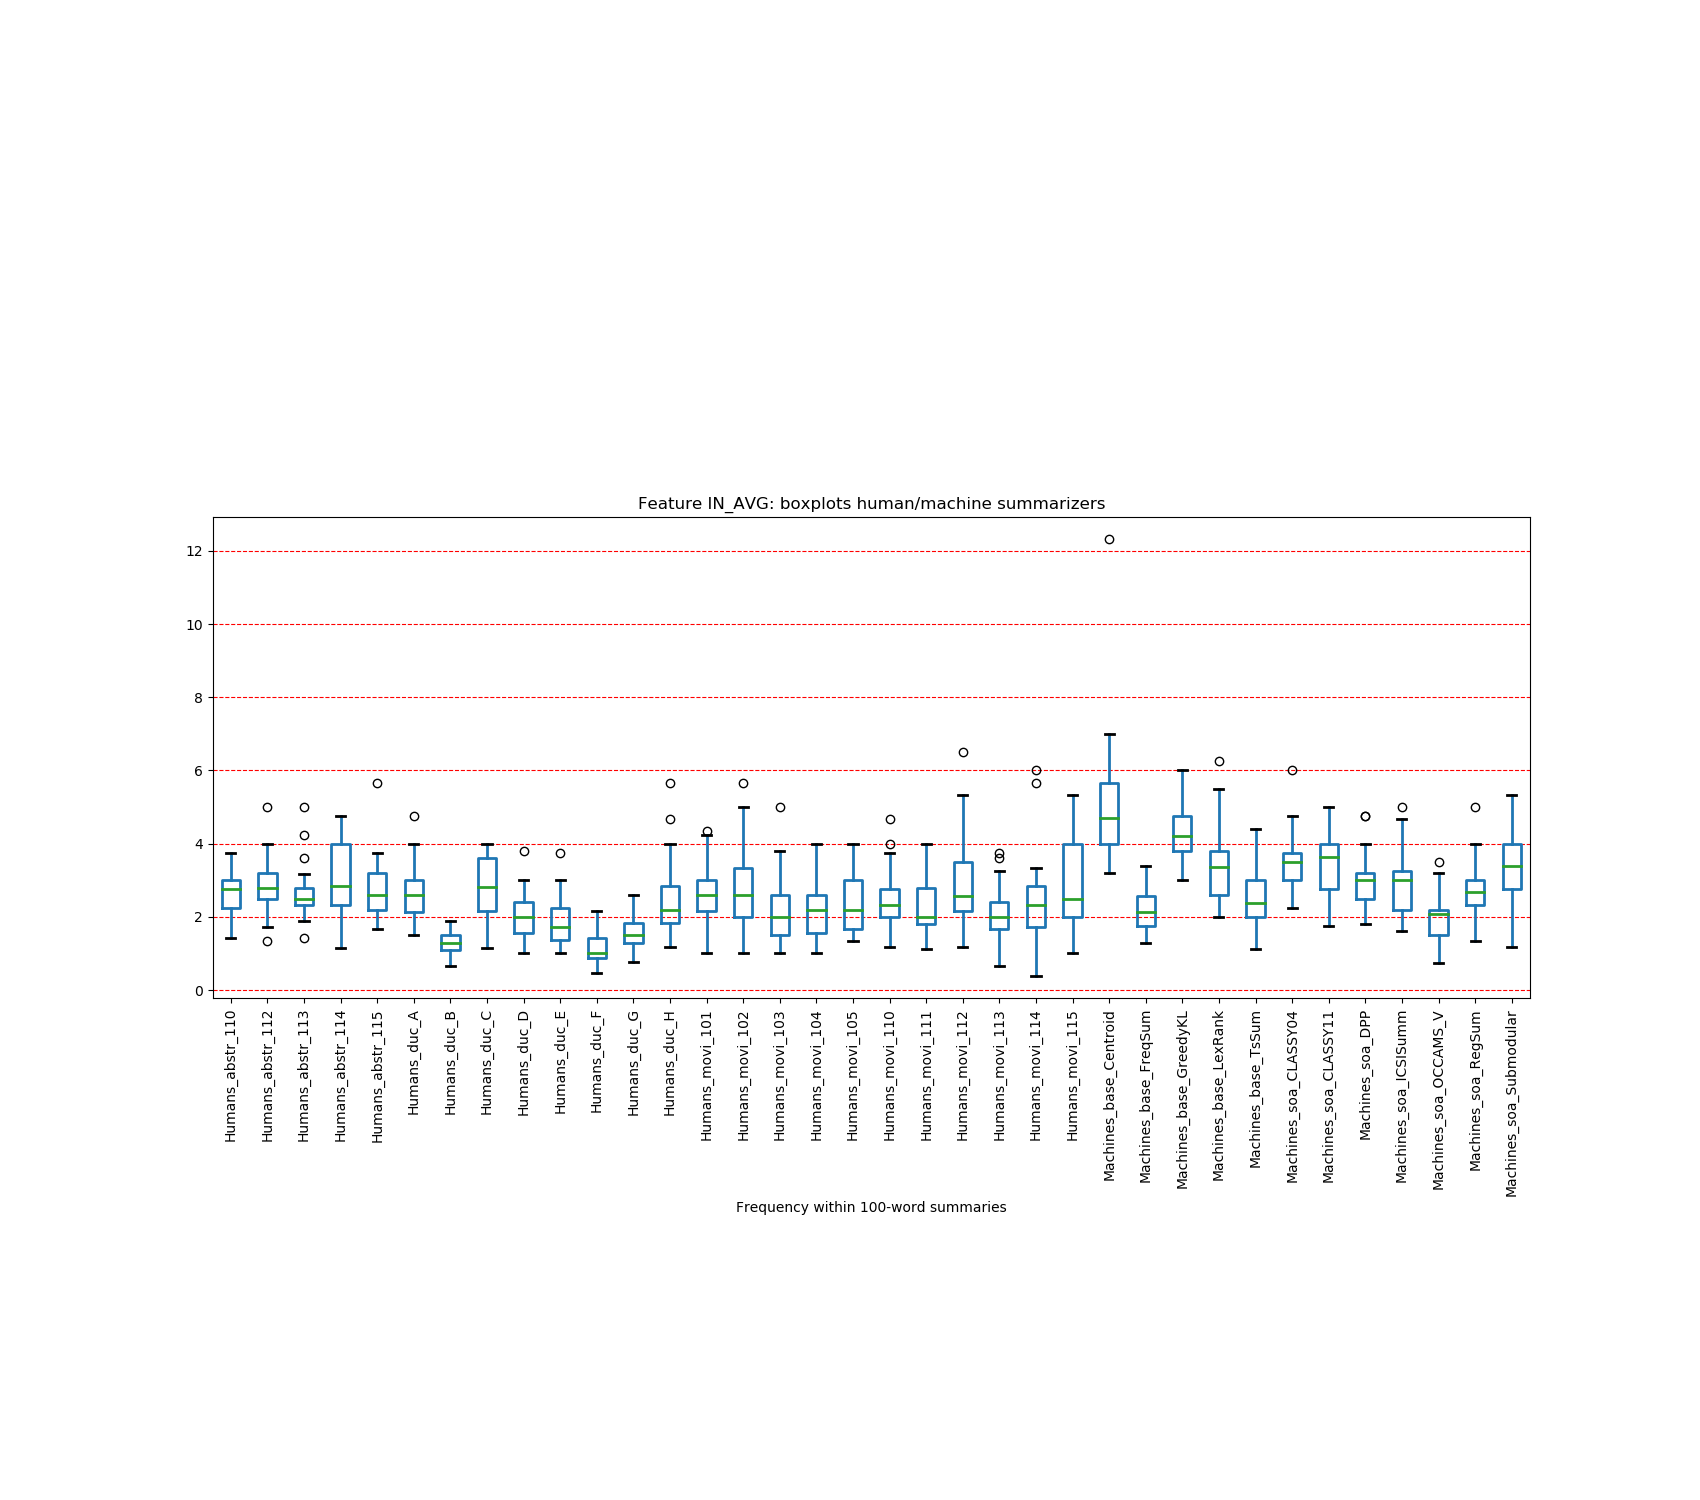 Feature IN_AVG: boxplots human/machine summarizers
12
10
8
6
4
2
0
Humans_abstr_110
Humans_abstr_112
Humans_abstr_113
Humans_abstr_114
Humans_abstr_115
Humans_duc_A
Humans_duc_B
Humans_duc_C
Humans_duc_D
Humans_duc_E
Humans_duc_F
Humans_duc_G
Humans_duc_H
Humans_movi_101
Humans_movi_102
Humans_movi_103
Humans_movi_104
Humans_movi_105
Humans_movi_110
Humans_movi_111
Humans_movi_112
Humans_movi_113
Humans_movi_114
Humans_movi_115
Machines_base_Centroid
Machines_base_FreqSum
Machines_base_GreedyKL
Machines_base_LexRank
Machines_base_TsSum
Machines_soa_CLASSY04
Machines_soa_CLASSY11
Machines_soa_DPP
Machines_soa_ICSISumm
Machines_soa_OCCAMS_V
Machines_soa_RegSum
Machines_soa_Submodular
Frequency within 100-word summaries